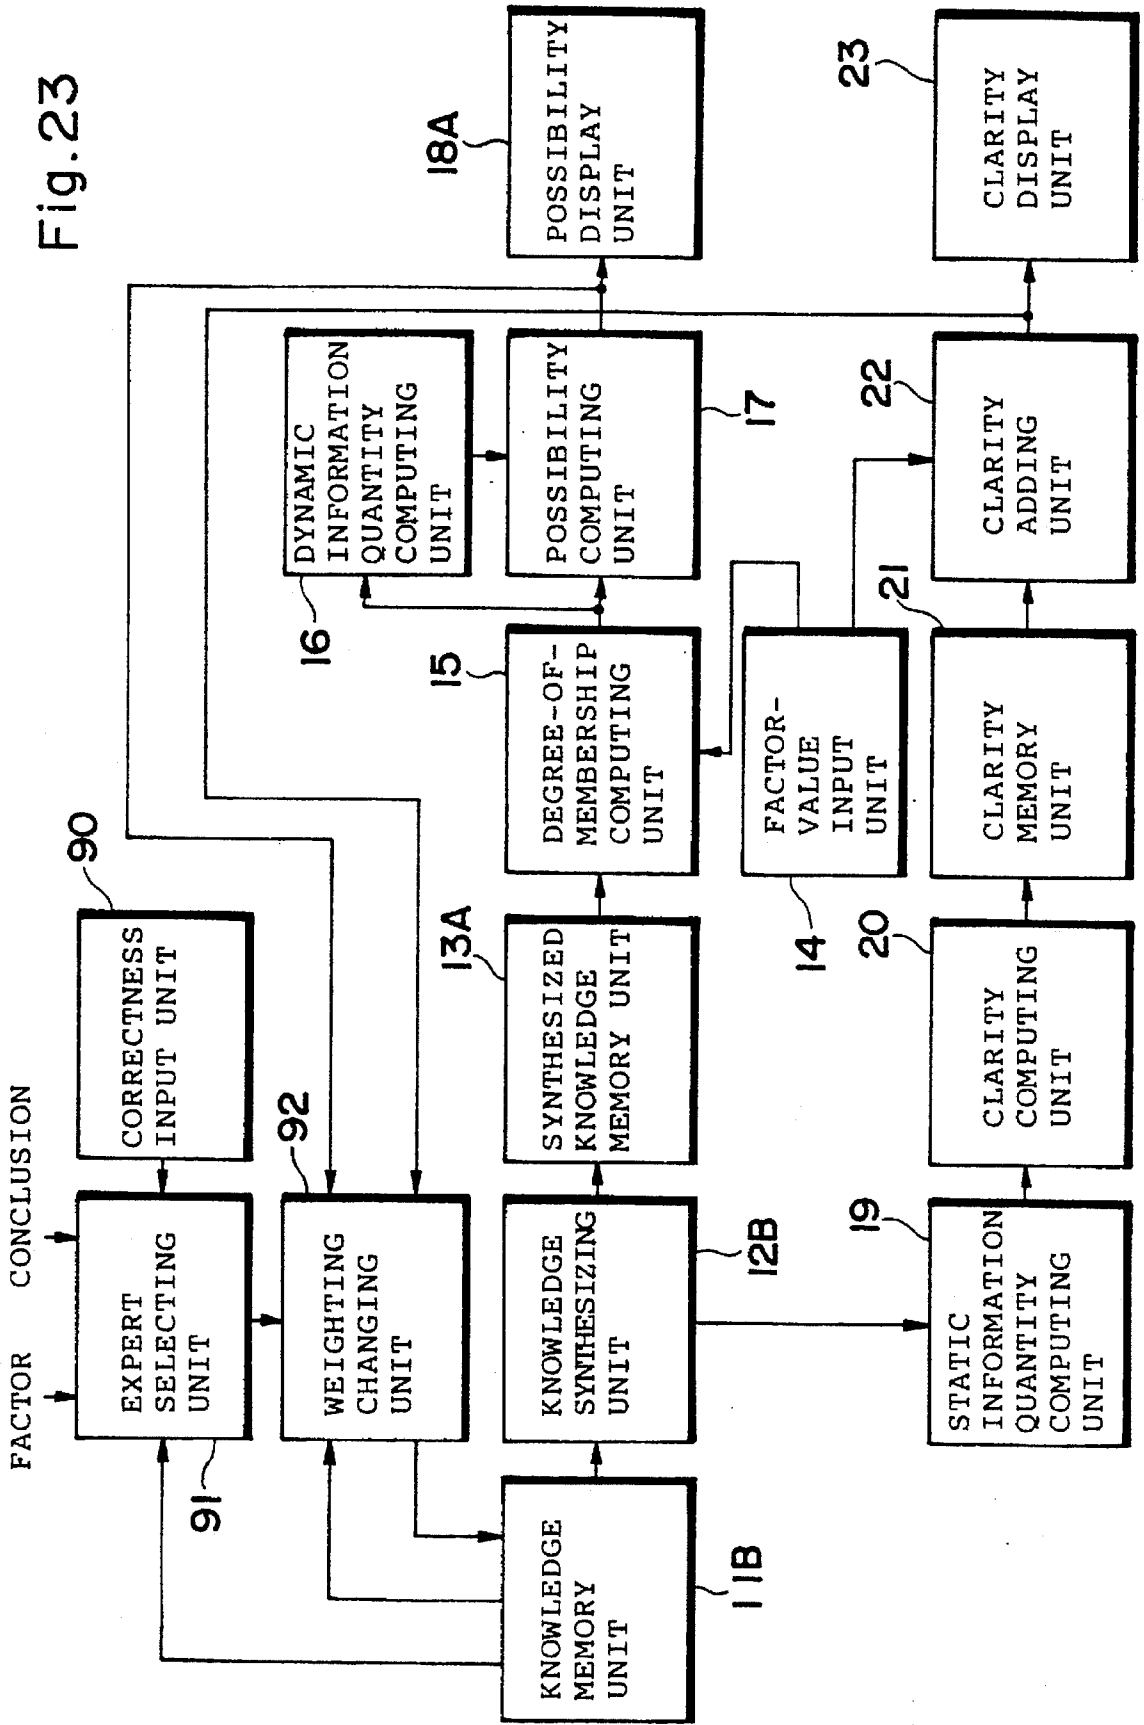 Fig.23
FACTOR CONCLUSION
EXPERT
SELECTING
UNIT
91
CORRECTNESS
INPUT UNIT
90
WEIGHTING
CHANGING
UNIT
92
DYNAMIC
INFORMATION
QUANTITY
COMPUTING
UNIT
16
KNOWLEDGE
MEMORY
UNIT
11B
KNOWLEDGE
SYNTHESIZING
UNIT
12B
SYNTHESIZED
KNOWLEDGE
MEMORY UNIT
13A
DEGREE-OF-
MEMBERSHIP
COMPUTING
UNIT
15
POSSIBILITY
COMPUTING
UNIT
17
POSSIBILITY
DISPLAY
UNIT
18A
FACTOR-
VALUE
INPUT
UNIT
14
STATIC
INFORMATION
QUANTITY
COMPUTING
UNIT
19
CLARITY
COMPUTING
UNIT
20
CLARITY
MEMORY
UNIT
21
CLARITY
ADDING
UNIT
22
CLARITY
DISPLAY
UNIT
23